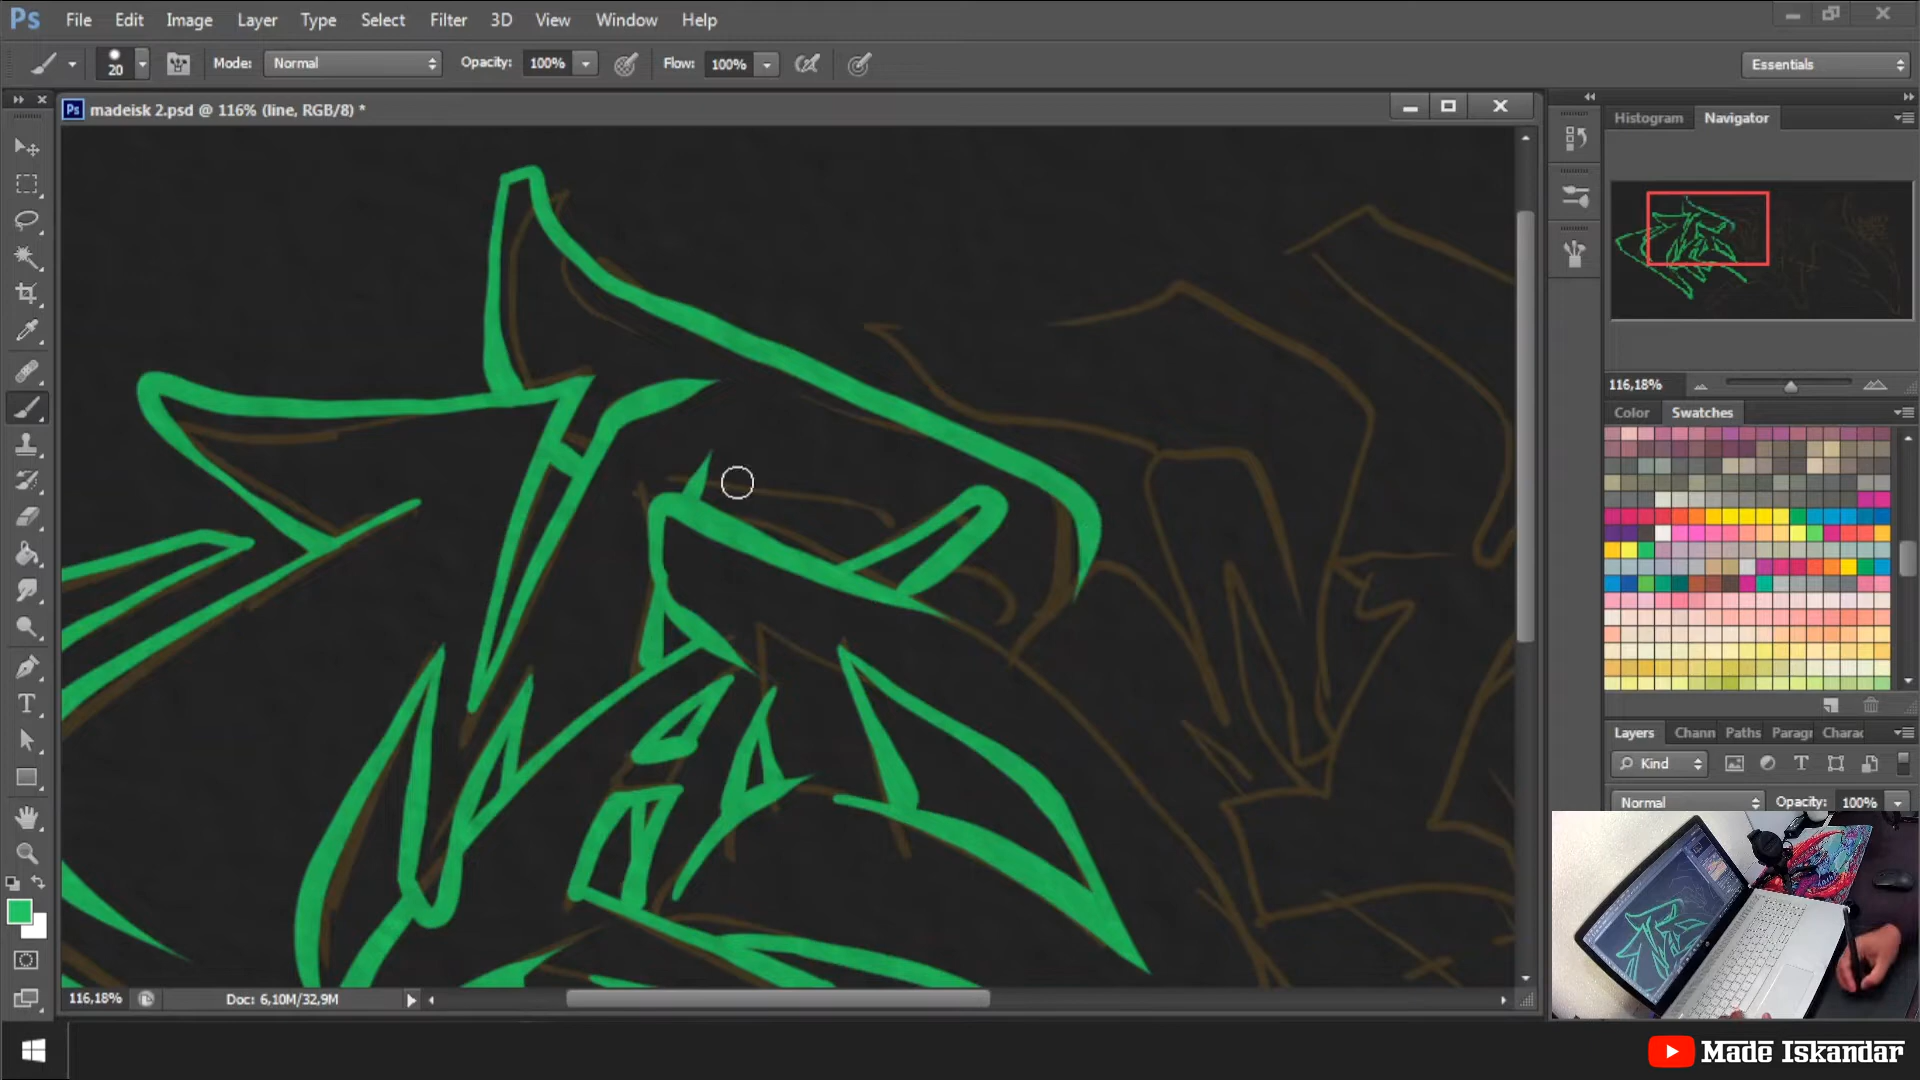 Ps File Edit Image Layer Type Select Filter 3D View Window Help
20 Mode: Normal Opacity: 100% Flow: 100% Essentials
Ps madeisk 2.psd @ 116% (line, RGB/8) *
Histogram Navigator
116,18%
Color Swatches
T
Layers Chann Paths Paragr Charac
Kind T
Normal Opacity: 100%
116,18% Doc: 6,10M/32,9M
Made Iskandar